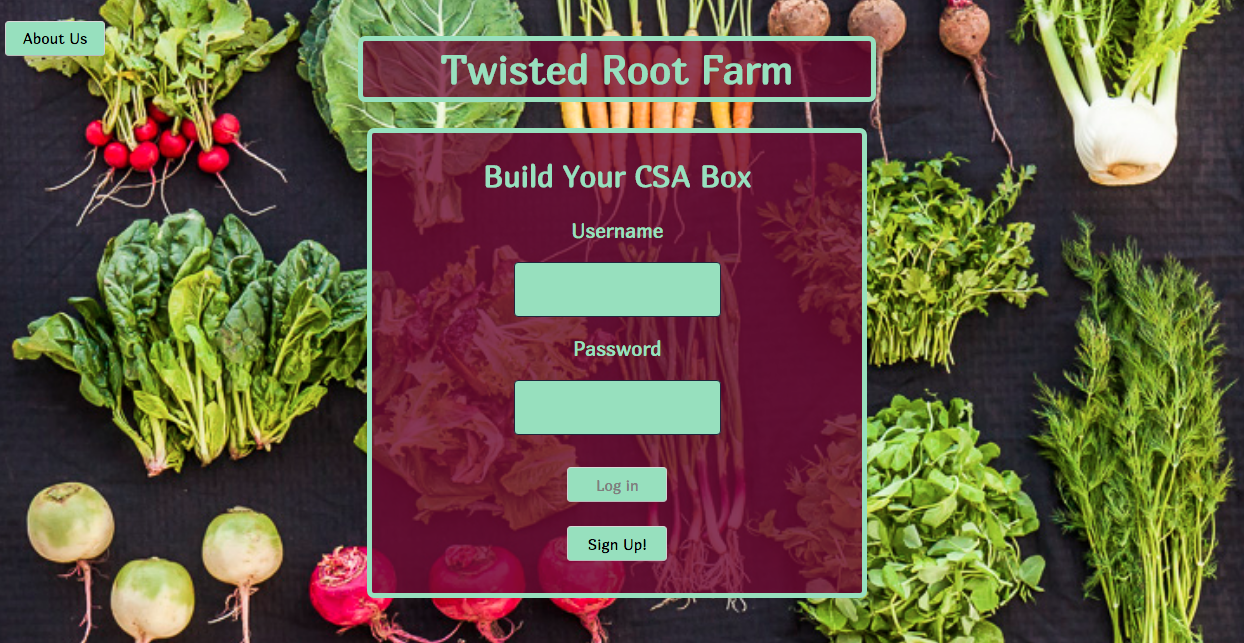 About Us
Twisted Root Farm
Build Your CSA Box
Username
Password
Log in
Sign Up!